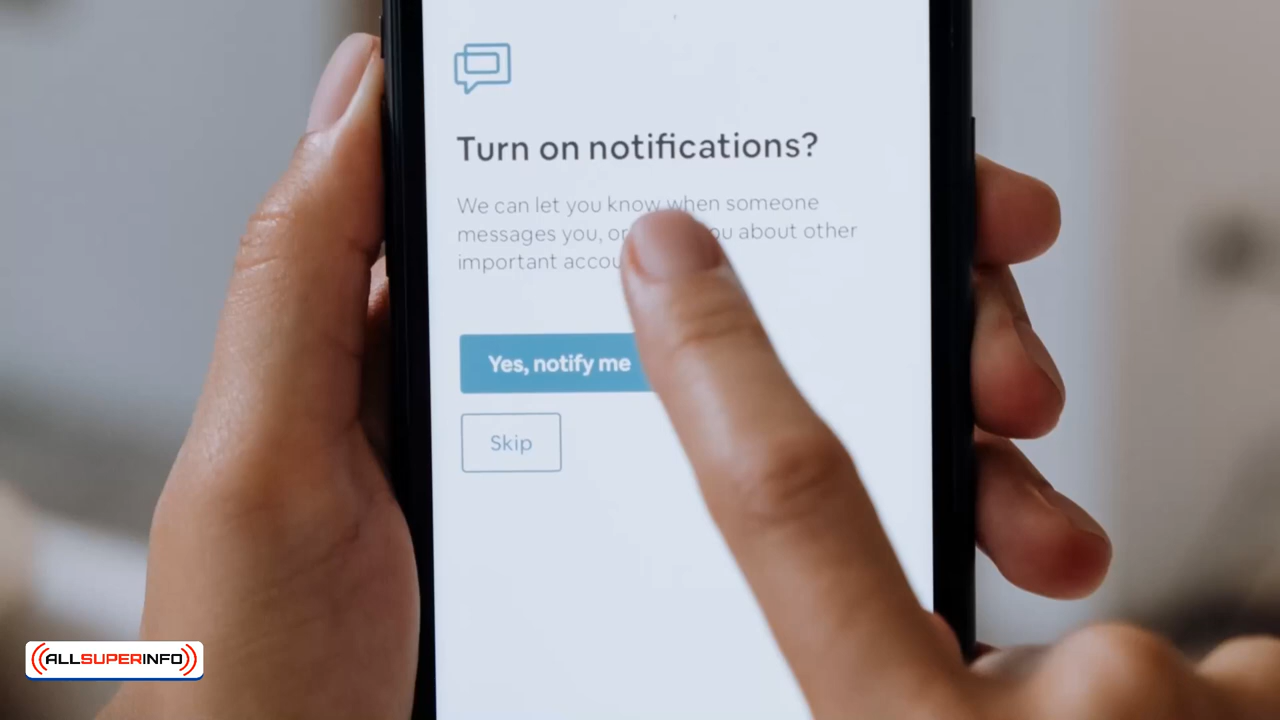 Turn on notifications?
We can let you know when someone
messages you, or you about other
important
Yes, notify me
Skip
ALLSUPERINFO